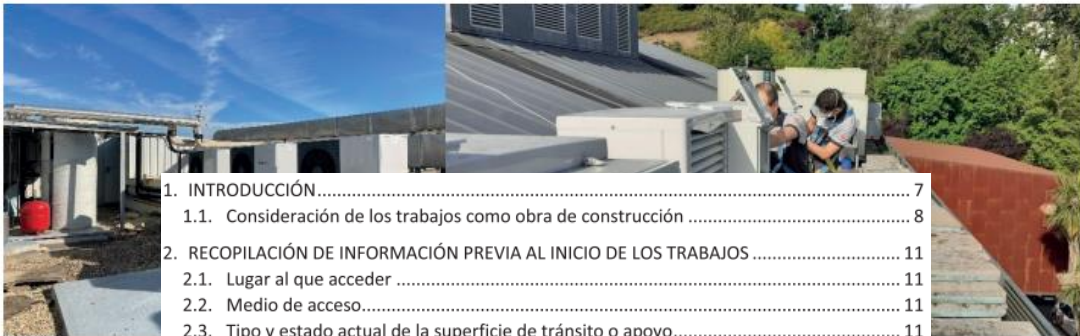 1. INTRODUCCIÓN.......... 7
1.1. Consideración de los trabajos como obra de construcción .......... 8
2. RECOPILACIÓN DE INFORMACIÓN PREVIA AL INICIO DE LOS TRABAJOS .......... 11
2.1. Lugar al que acceder .......... 11
2.2. Medio de acceso.......... 11
2.3. Tipo y estado actual de la superficie de tránsito o apoyo.......... 11